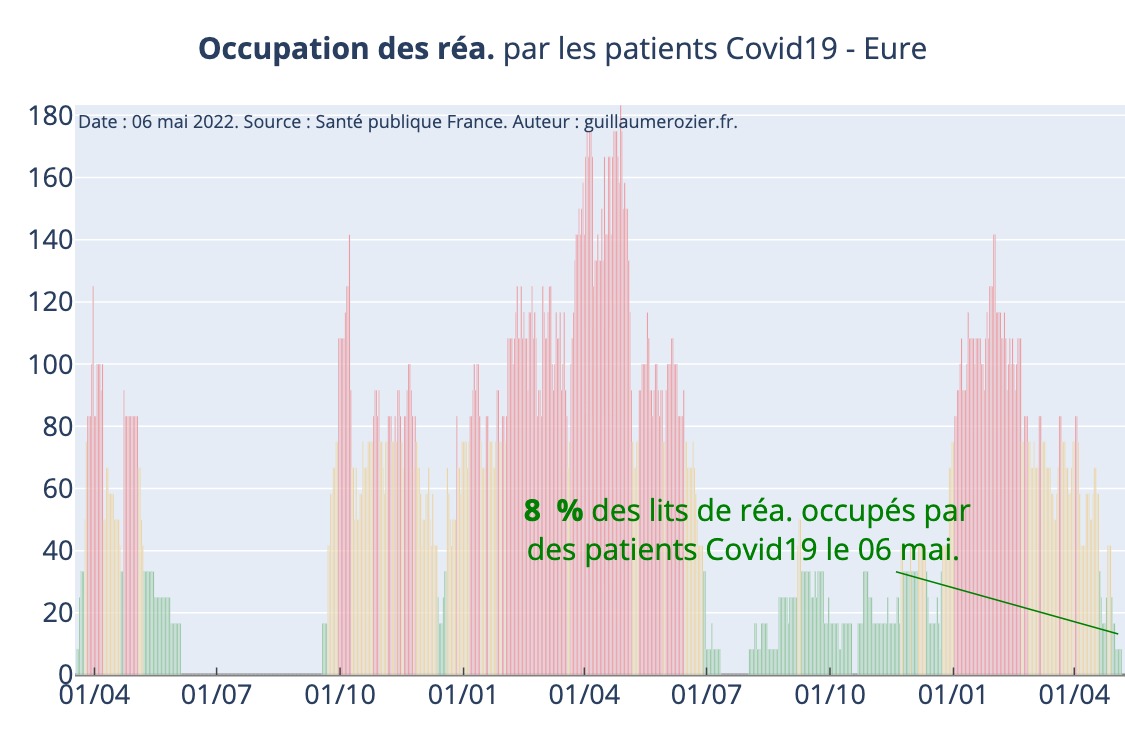 Occupation des réa. par les patients Covid19 - Eure
180
Date : 06 mai 2022. Source : Santé publique France. Auteur : guillaumerozier.fr.
160
140
120
100
80
60
8 % des lits de réa. occupés par
des patients Covid19 le 06 mai.
40
20
0
01/04 01/07 01/10 01/01 01/04 01/07 01/10 01/01 01/04